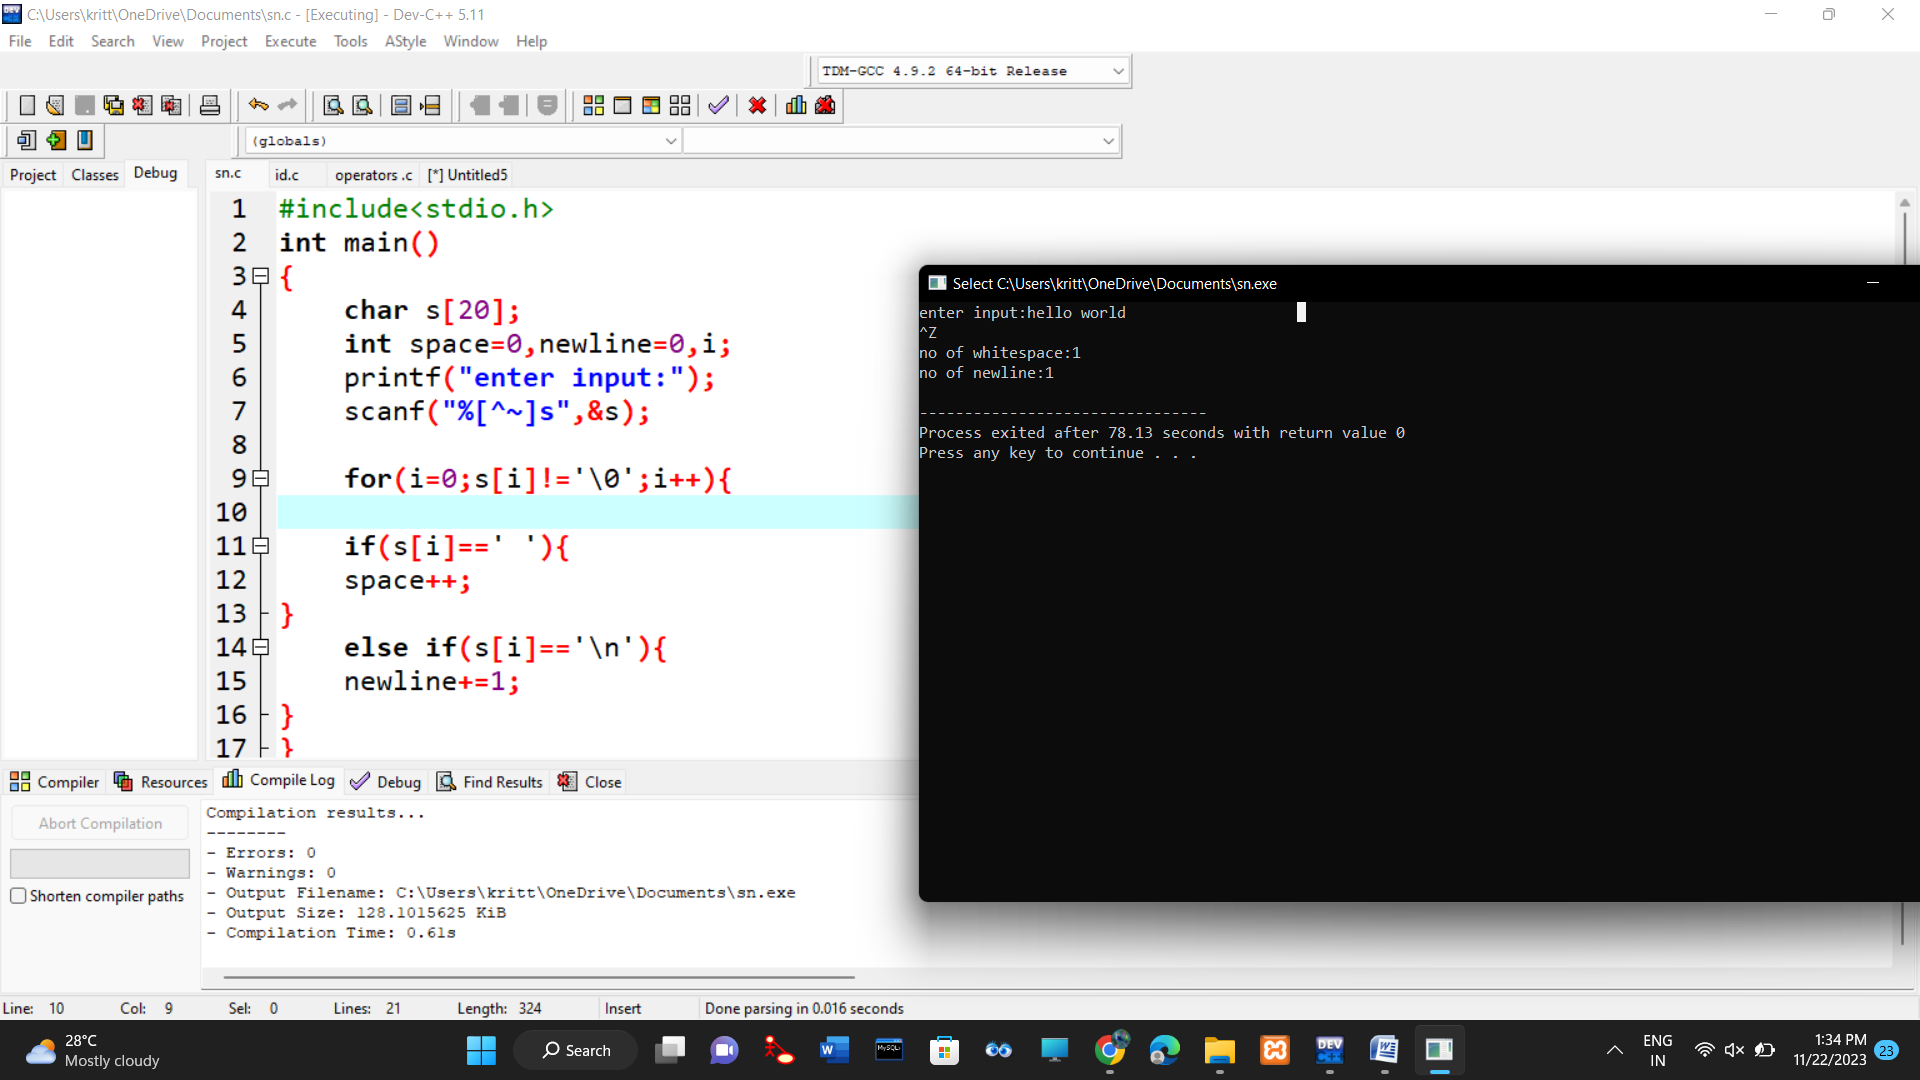 C:\Users\kritt\OneDrive\Documents\sn.c - [Executing] - Dev-C++ 5.11
File Edit Search View Project Execute Tools AStyle Window Help
TDM-GCC 4.9.2 64-bit Release
(globals)
Project Classes Debug
sn.c id.c operators .c [*] Untitled5
1 #include<stdio.h>
2 int main()
3 {
4 char s[20];
5 int space=0,newline=0,i;
6 printf("enter input:");
7 scanf("%[^~]s",&s);
8
9 for(i=0;s[i]!='\0';i++){
10
11 if(s[i]==' '){
12 space++;
13 }
14 else if(s[i]=='\n'){
15 newline+=1;
16 }
17 }
Select C:\Users\kritt\OneDrive\Documents\sn.exe
enter input:hello world
^Z
no of whitespace:1
no of newline:1
--------------------------------
Process exited after 78.13 seconds with return value 0
Press any key to continue . . .
Compiler Resources Compile Log Debug Find Results Close
Abort Compilation
Shorten compiler paths
Compilation results...
--------
- Errors: 0
- Warnings: 0
- Output Filename: C:\Users\kritt\OneDrive\Documents\sn.exe
- Output Size: 128.1015625 KiB
- Compilation Time: 0.61s
Line: 10 Col: 9 Sel: 0 Lines: 21 Length: 324 Insert Done parsing in 0.016 seconds
28°C
Mostly cloudy
Search
ENG
IN
1:34 PM
11/22/2023
23